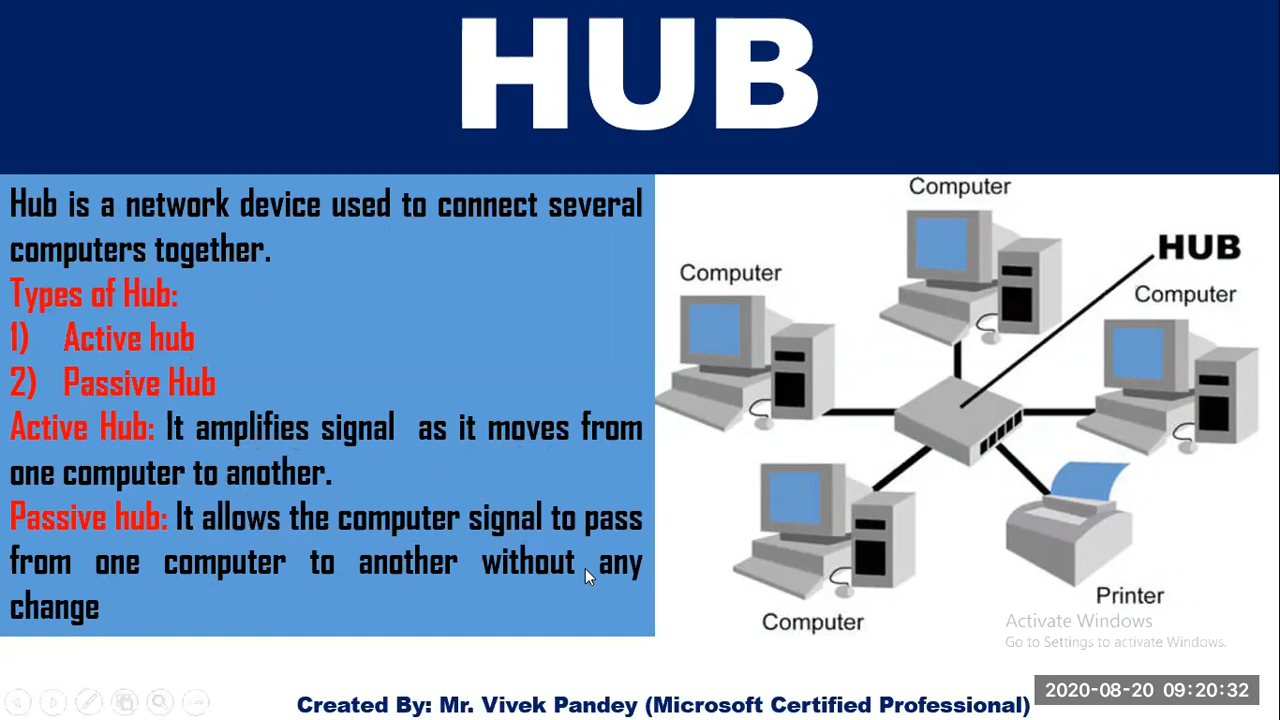 HUB
Hub is a network device used to connect several
computers together.
Types of Hub:
1) Active hub
2) Passive Hub
Active Hub: It amplifies signal as it moves from
one computer to another.
Passive hub: It allows the computer signal to pass
from one computer to another without any
change
Computer
HUB
Computer
Computer
Computer
Printer
Activate Windows
Go to Settings to activate Windows.
Created By: Mr. Vivek Pandey (Microsoft Certified Professional)
2020-08-20 09:20:32